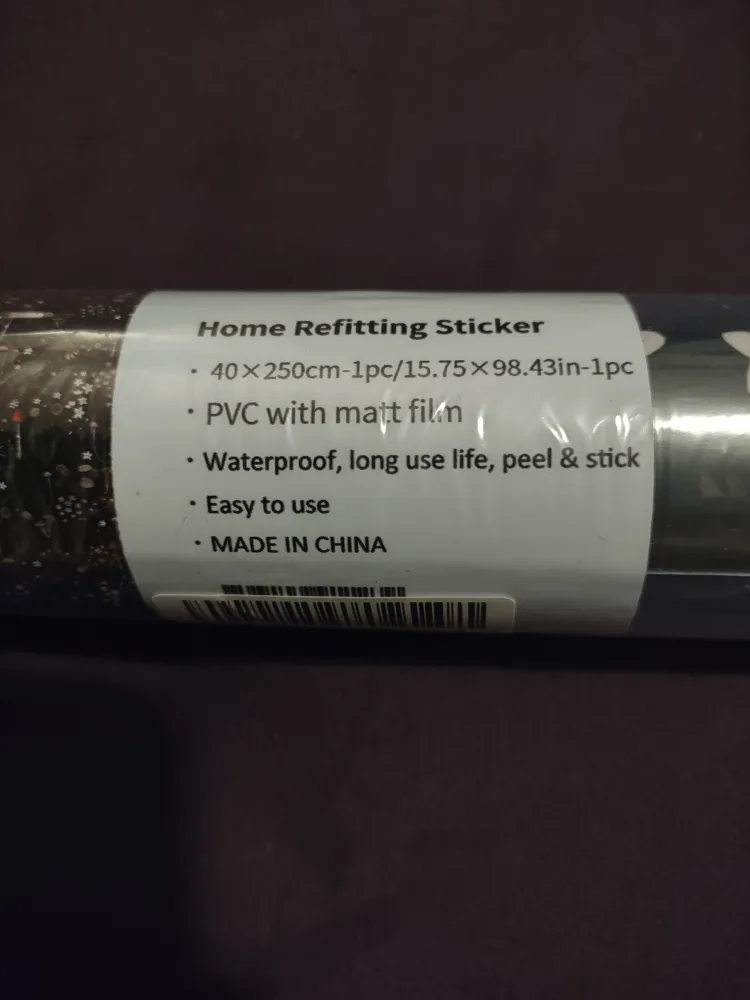 Home Refitting Sticker
· 40×250cm-1pc/15.75×98.43in-1pc
· PVC with matt film
· Waterproof, long use life, peel & stick
· Easy to use
· MADE IN CHINA